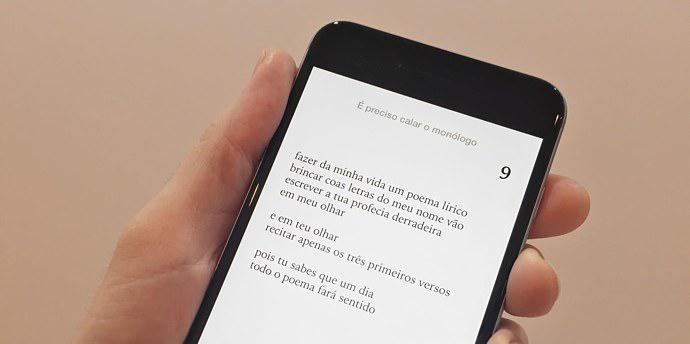 É preciso calar o monólogo
9
fazer da minha vida um poema lírico
brincar coas letras do meu nome vão
escrever a tua profecia derradeira
em meu olhar
e em teu olhar
recitar apenas os três primeiros versos
pois tu sabes que um dia
todo o poema fará sentido